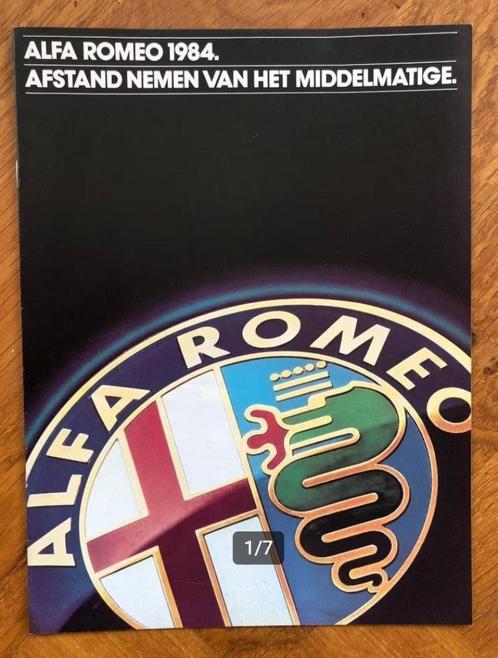 ALFA ROMEO 1984.
AFSTAND NEMEN VAN HET MIDDELMATIGE.
ALFA ROMEO
1/7